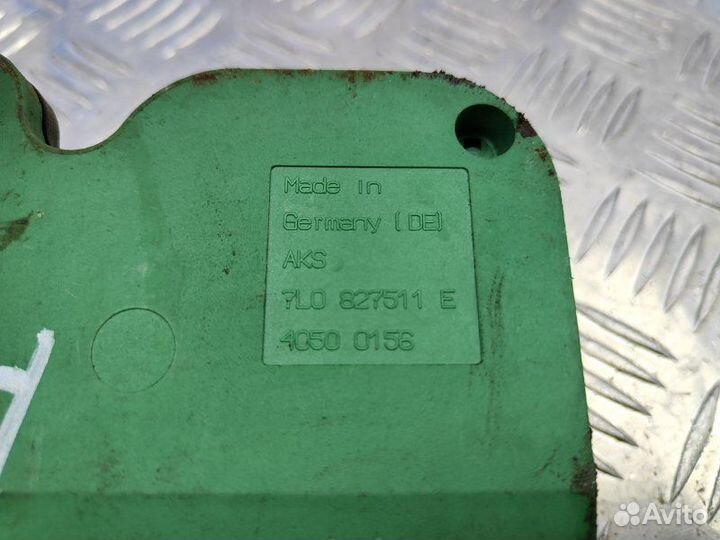 Made in
Germany (DE)
AKS
7L0 827511 E
4050 0156
Avito